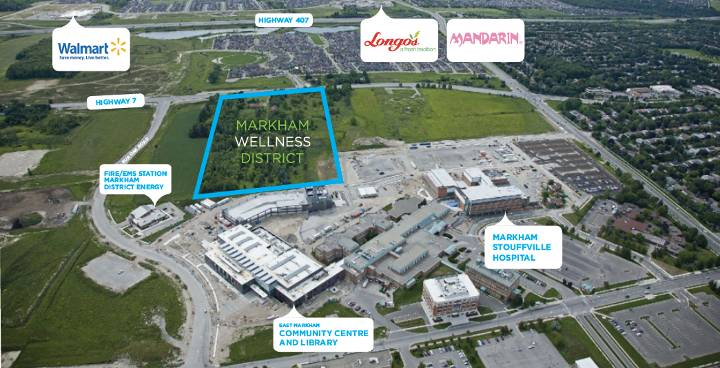 HIGHWAY 407
Walmart
Save money. Live better.
Longo's
a fresh tradition
MANDARIN
HIGHWAY 7
MARKHAM
WELLNESS
DISTRICT
FIRE/EMS STATION
MARKHAM
DISTRICT ENERGY
MARKHAM
STOUFFVILLE
HOSPITAL
EAST MARKHAM
COMMUNITY CENTRE
AND LIBRARY